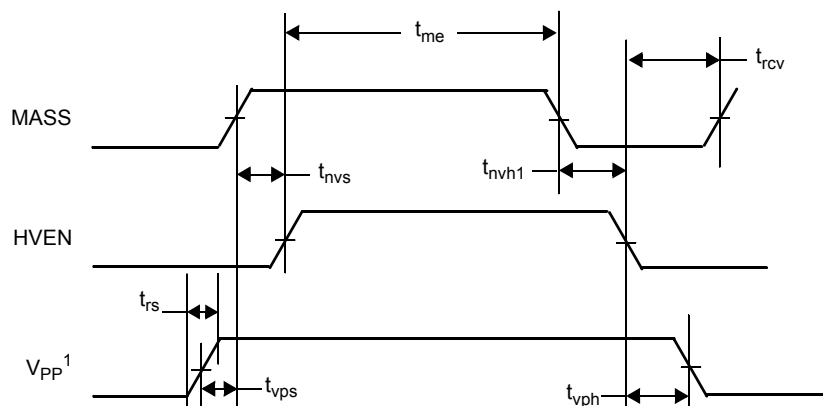 t_me
t_rcv
MASS
t_nvs
t_nvh1
HVEN
t_rs
V_PP^1
t_vps
t_vph